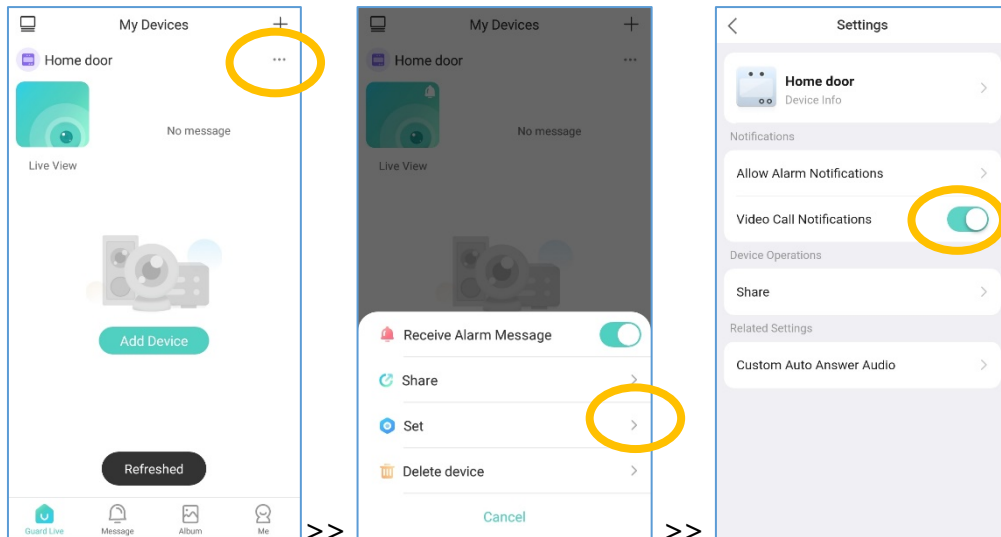 My Devices
Home door
...
No message
Live View
Add Device
Refreshed
Guard Live
Message
Album
Me
>>
My Devices
Home door
...
No message
Live View
Receive Alarm Message
Share
Set
Delete device
Cancel
>>
Settings
Home door
Device Info
Notifications
Allow Alarm Notifications
Video Call Notifications
Device Operations
Share
Related Settings
Custom Auto Answer Audio